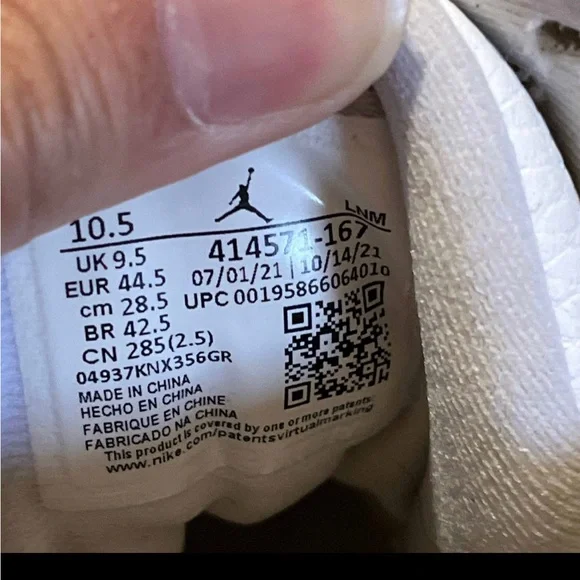 10.5
LNM
UK 9.5
414571-167
EUR 44.5
07/01/21 | 10/14/21
cm 28.5
UPC 00195866064010
BR 42.5
CN 285(2.5)
04937KNX356GR
MADE IN CHINA
HECHO EN CHINA
FABRIQUE EN CHINE
FABRICADO NA CHINA
This product is covered by one or more patents:
www.nike.com/patentsvirtualmarking